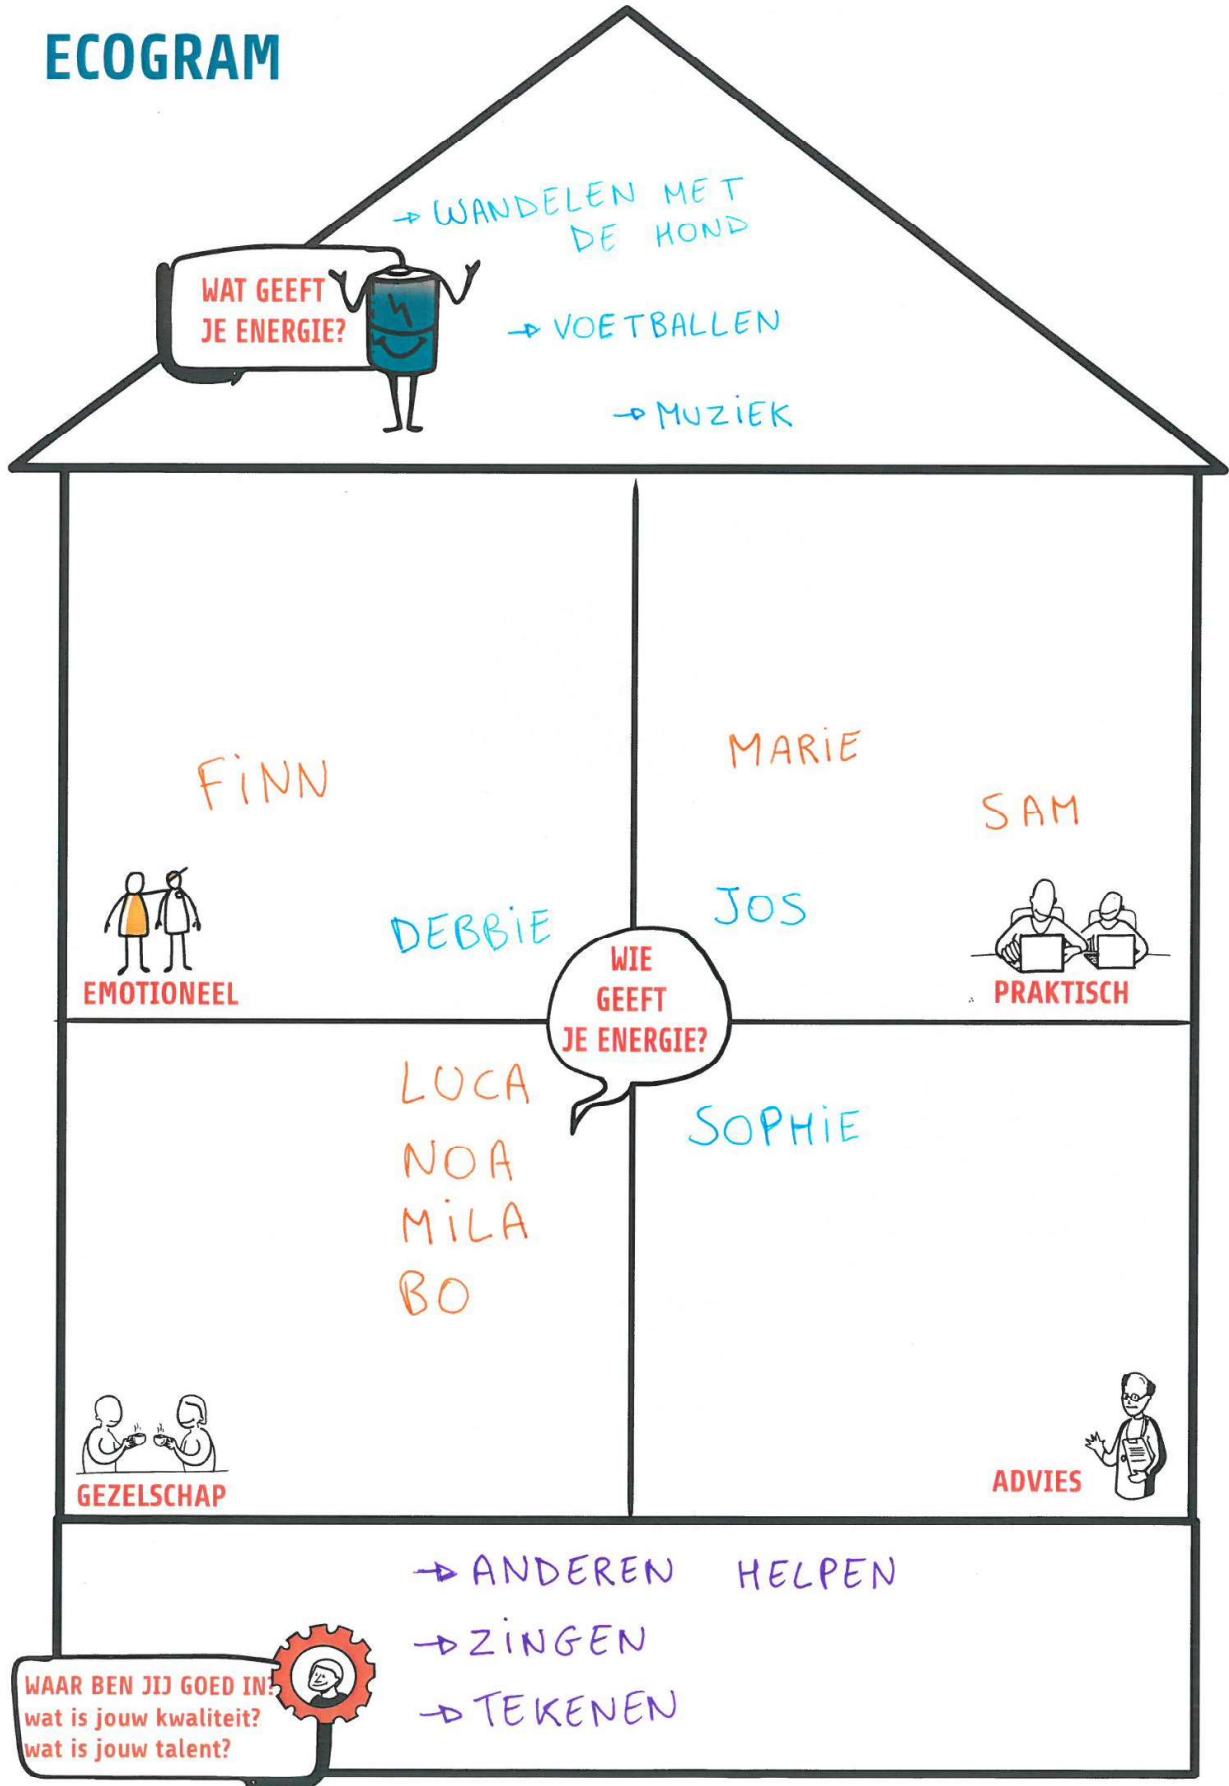 ECOGRAM
→ WANDELEN MET
DE HOND
WAT GEEFT
JE ENERGIE?
→ VOETBALLEN
→ MUZiEK
FiNN
DEBBiE
EMOTIONEEL
MARiE
SAM
JOS
PRAKTISCH
WIE
GEEFT
JE ENERGIE?
LUCA
NOA
MiLA
BO
GEZELSCHAP
SOPHiE
ADVIES
→ ANDEREN HELPEN
→ ZiNGEN
→ TEKENEN
WAAR BEN JIJ GOED IN?
wat is jouw kwaliteit?
wat is jouw talent?